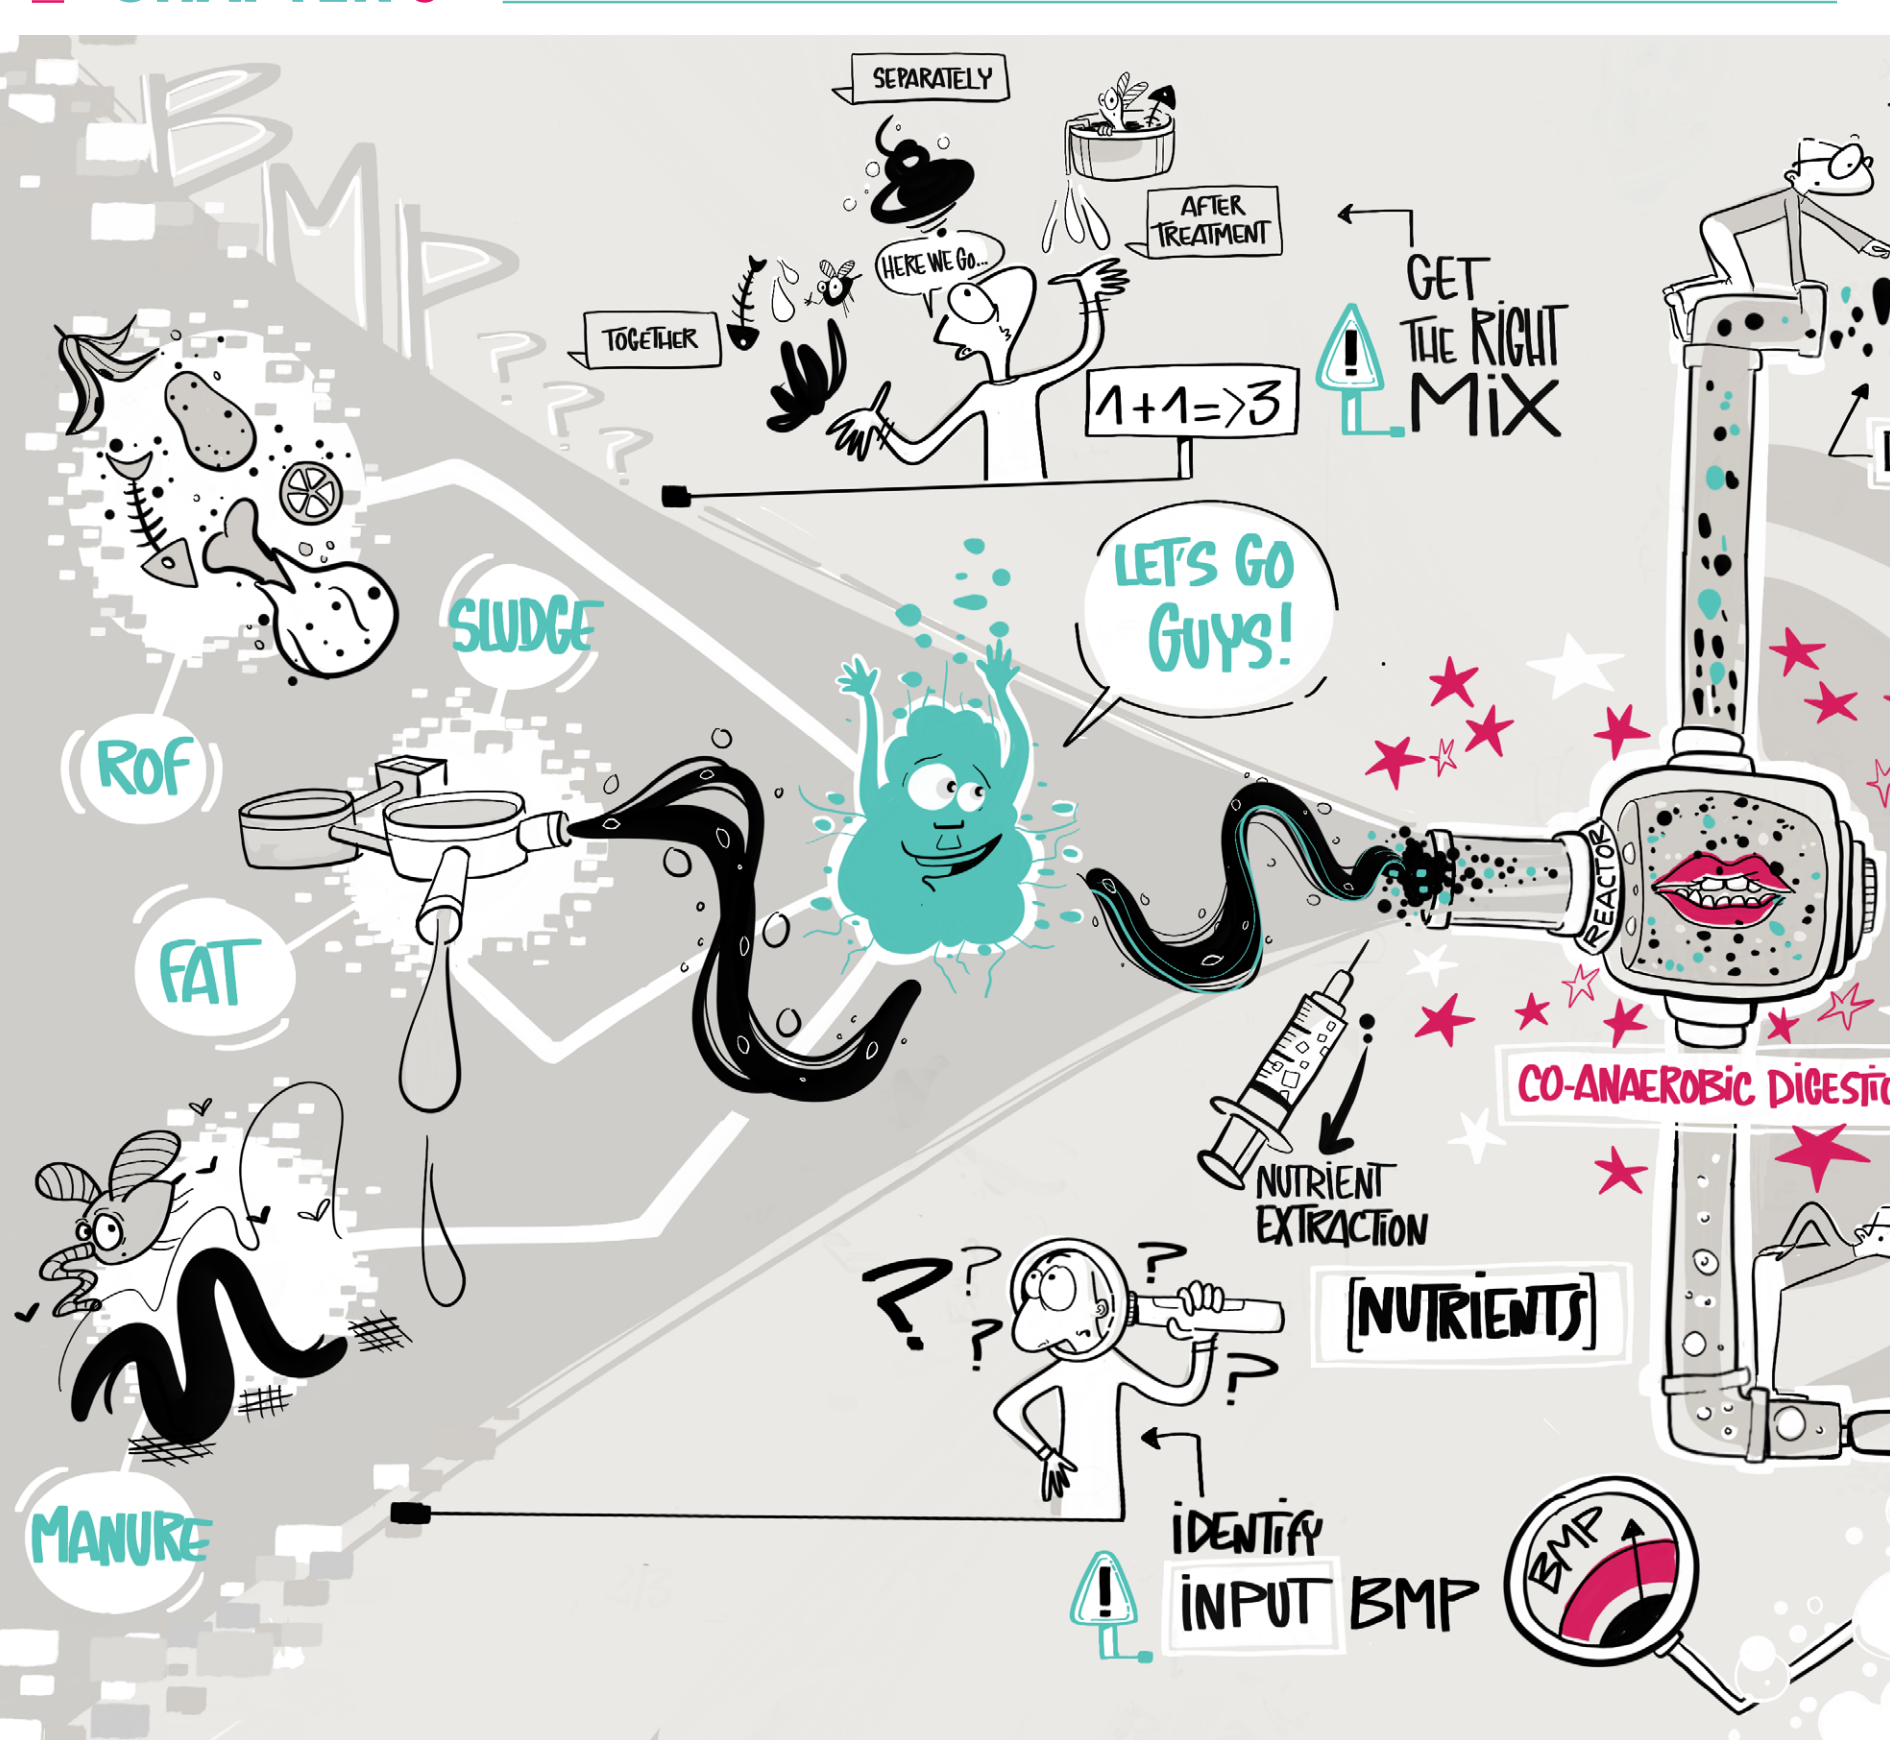 BMP???
SEPARATELY
AFTER
TREATMENT
HERE WE GO...
TOGETHER
1+1=>3
!
GET
THE RIGHT
MiX
LET'S GO
GUYS!
SLUDGE
ROF
FAT
MANURE
REACTOR
CO-ANAEROBiC DiGESTiO
NUTRiENT
EXTRACTiON
[NUTRiENTS]
? ? ? ? ?
iDENTiFY
! iNPUT BMP
BMP